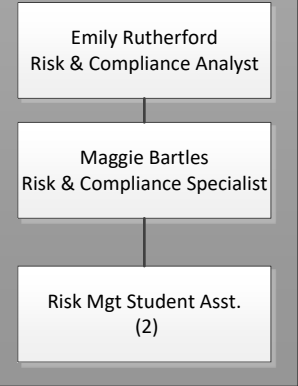 Emily Rutherford
Risk & Compliance Analyst
Maggie Bartles
Risk & Compliance Specialist
Risk Mgt Student Asst.
(2)